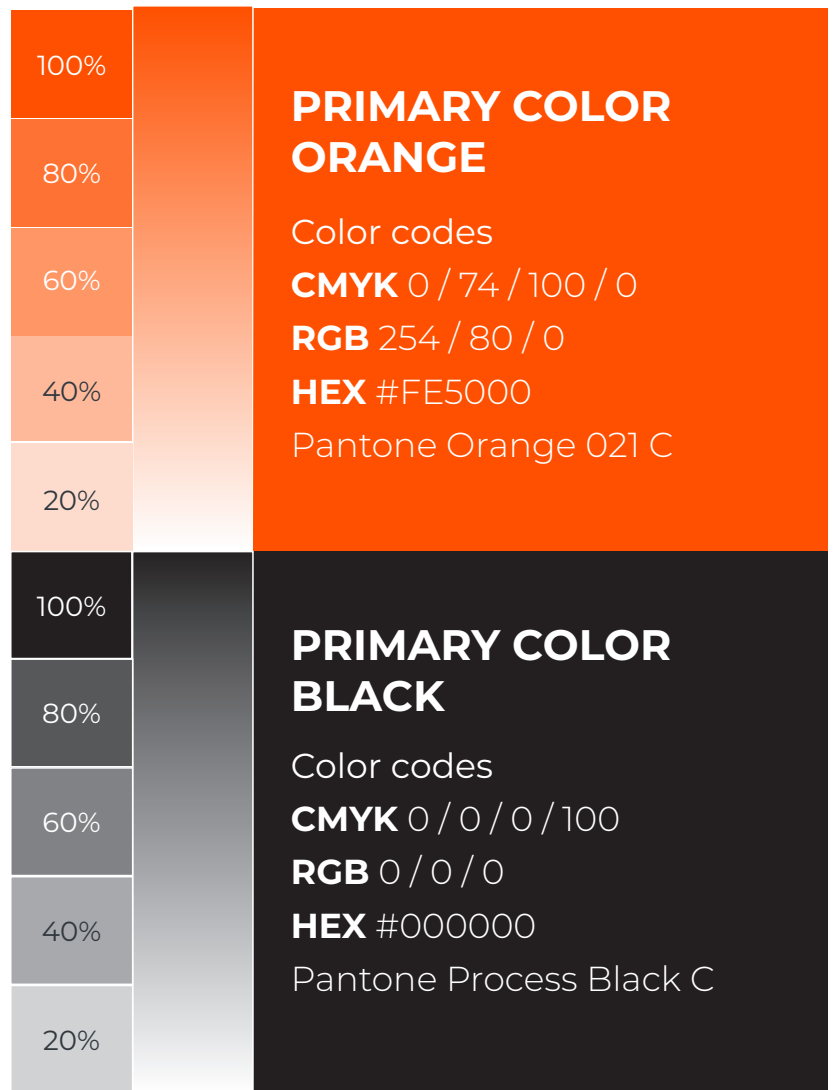 100%
80%
60%
40%
20%
PRIMARY COLOR
ORANGE
Color codes
CMYK 0 / 74 / 100 / 0
RGB 254 / 80 / 0
HEX #FE5000
Pantone Orange 021 C
100%
80%
60%
40%
20%
PRIMARY COLOR
BLACK
Color codes
CMYK 0 / 0 / 0 / 100
RGB 0 / 0 / 0
HEX #000000
Pantone Process Black C